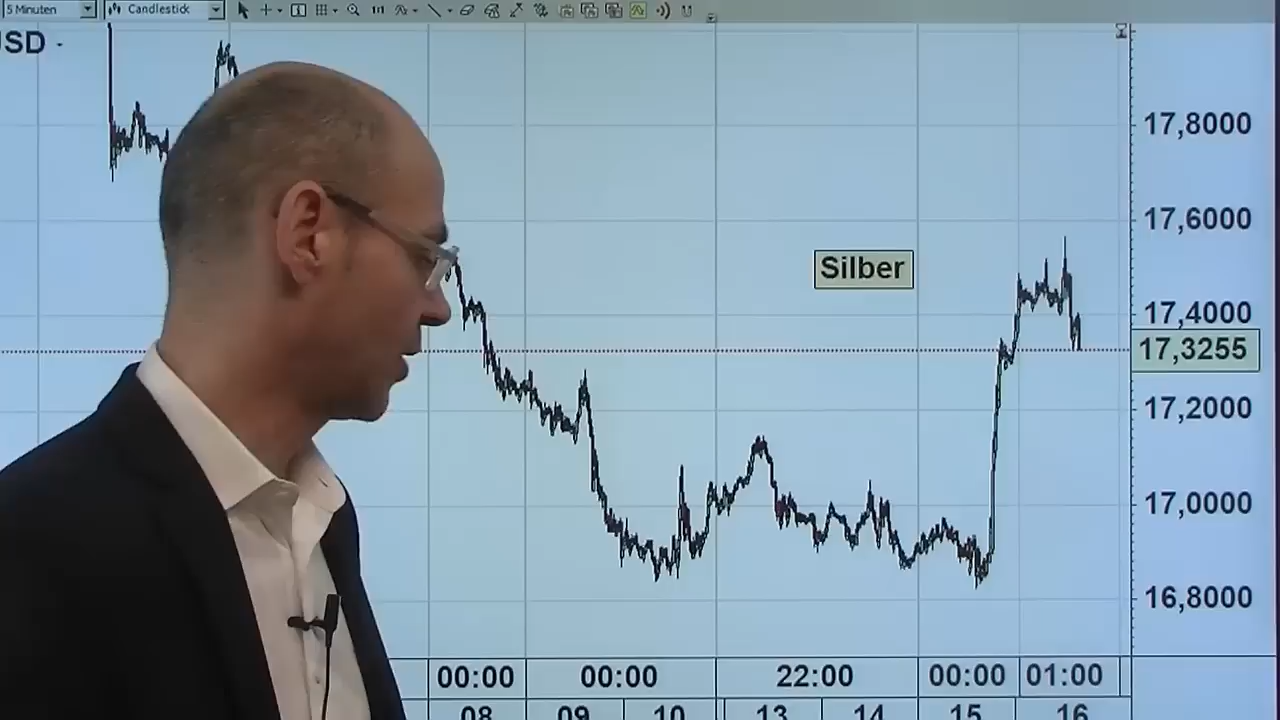 5 Minuten
Candlestick
USD -
17,8000
17,6000
Silber
17,4000
17,3255
17,2000
17,0000
16,8000
00:00 00:00 22:00 00:00 01:00
08 09 10 13 14 15 16